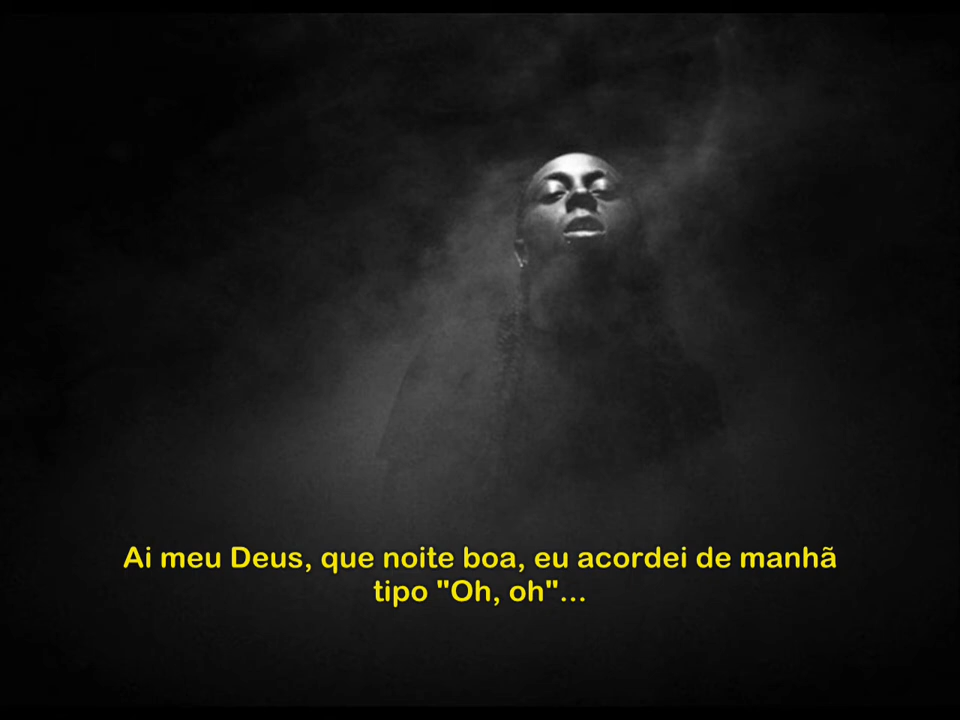 Ai meu Deus, que noite boa, eu acordei de manhã
tipo "Oh, oh"...